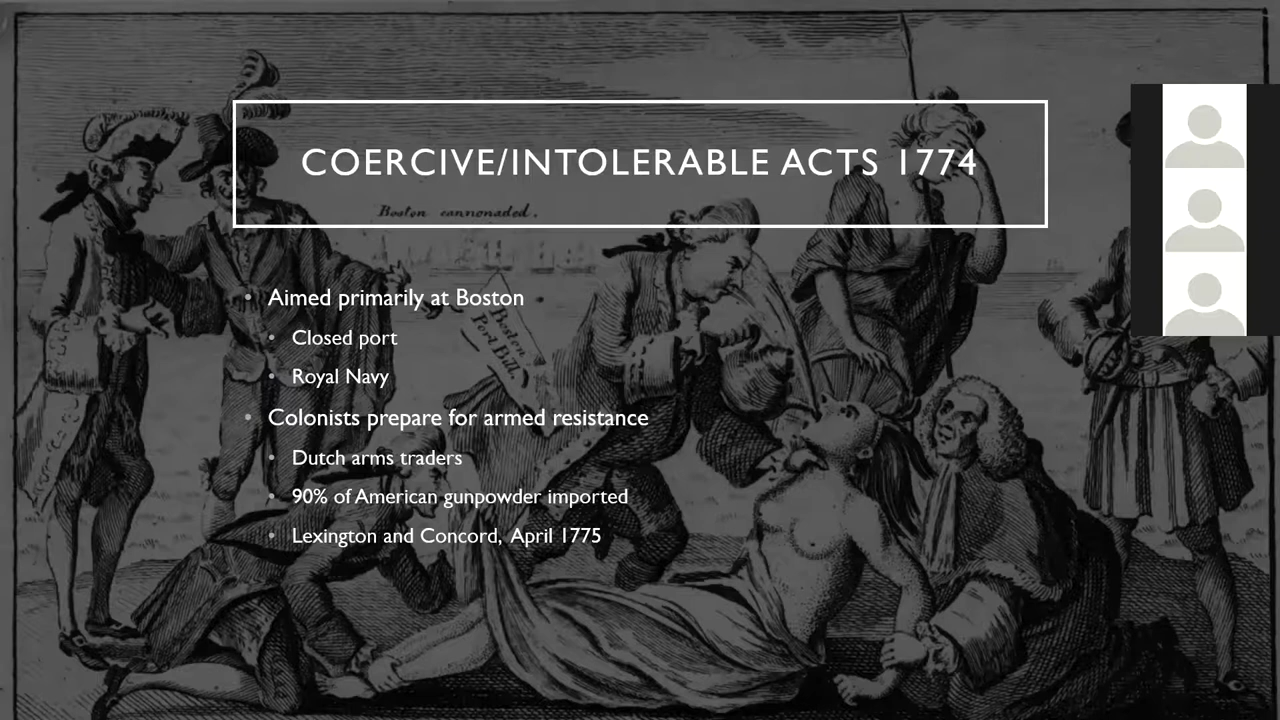 COERCIVE/INTOLERABLE ACTS 1774
Boston cannonaded.
Aimed primarily at Boston
Closed port
Royal Navy
Boston
Port Bill
Colonists prepare for armed resistance
Dutch arms traders
90% of American gunpowder imported
Lexington and Concord, April 1775